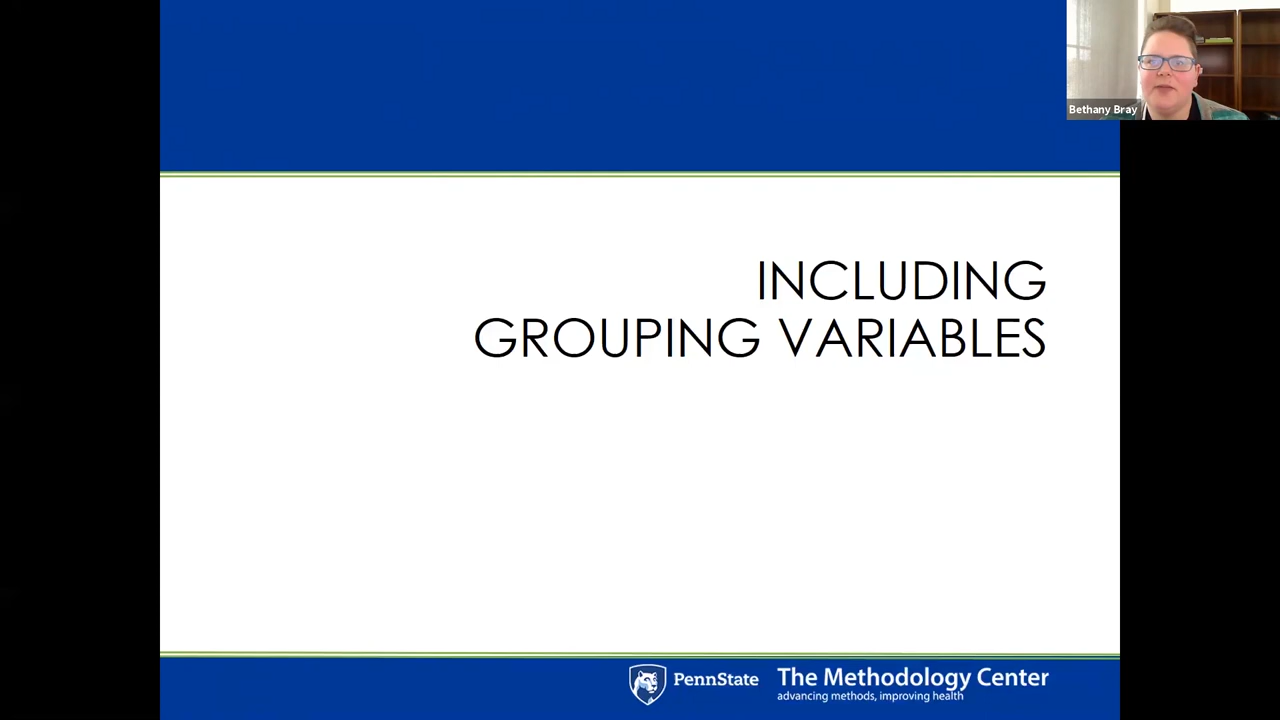 Bethany Bray
INCLUDING
GROUPING VARIABLES
PennState
The Methodology Center
advancing methods, improving health